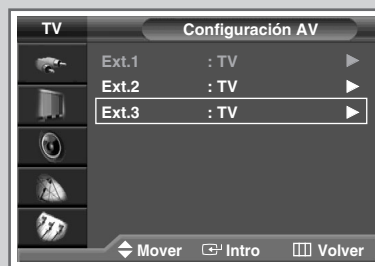 TV Configuración AV
Ext.1 : TV
Ext.2 : TV
Ext.3 : TV
Mover Intro Volver